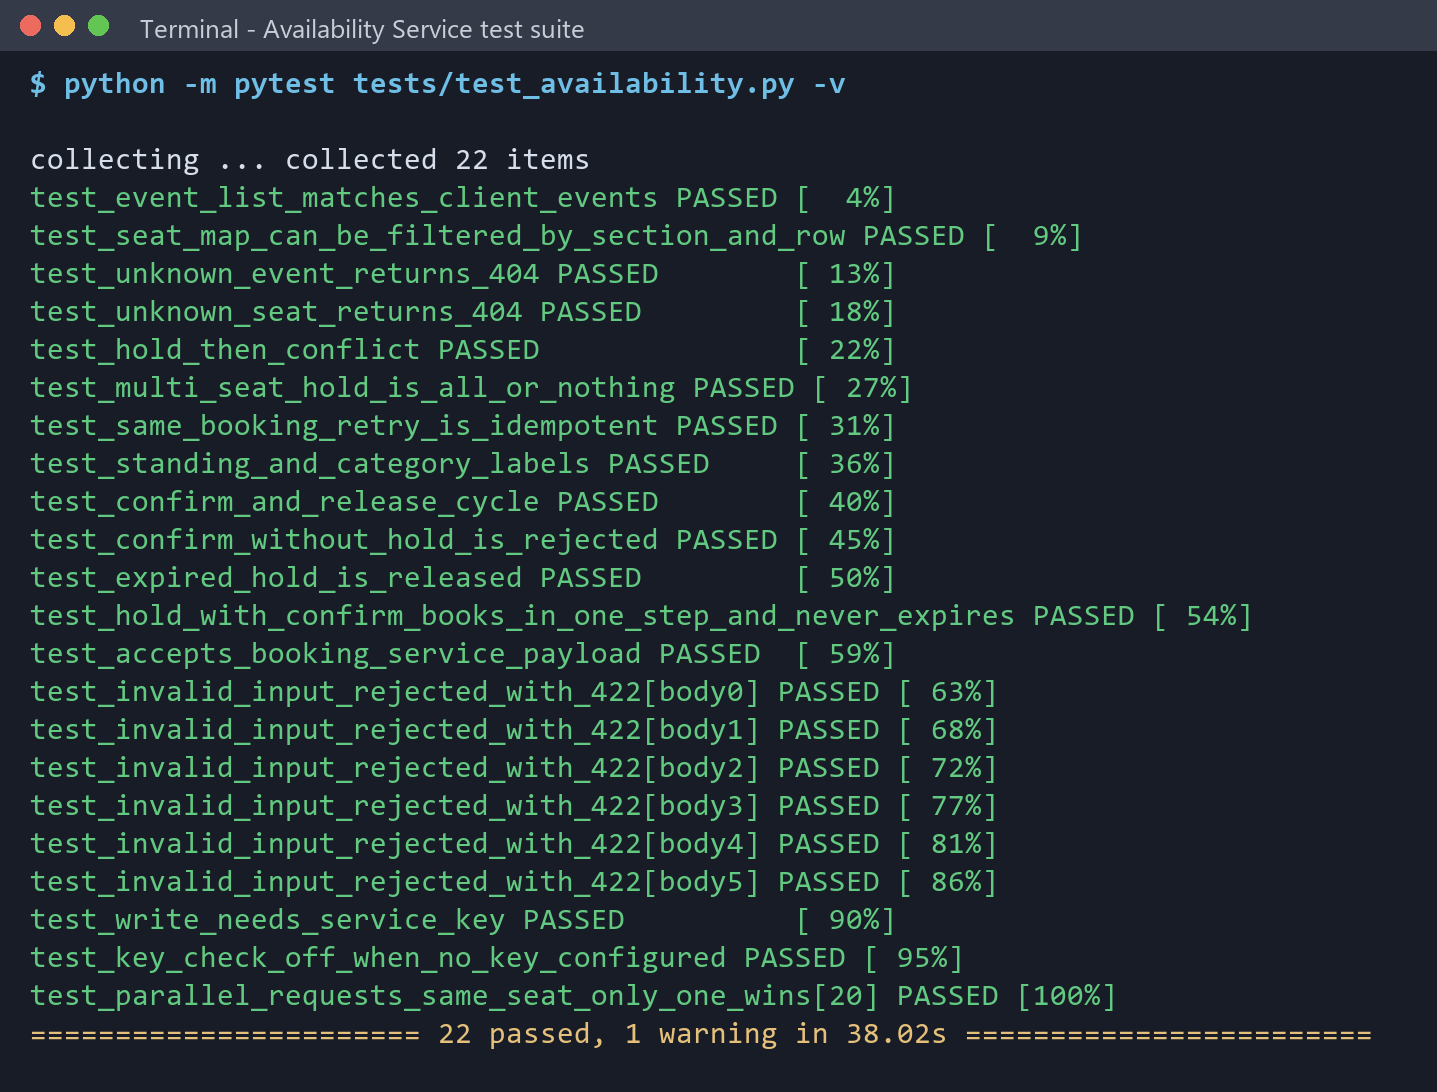 Terminal - Availability Service test suite
$ python -m pytest tests/test_availability.py -v
collecting ... collected 22 items
test_event_list_matches_client_events PASSED [  4%]
test_seat_map_can_be_filtered_by_section_and_row PASSED [  9%]
test_unknown_event_returns_404 PASSED        [ 13%]
test_unknown_seat_returns_404 PASSED         [ 18%]
test_hold_then_conflict PASSED               [ 22%]
test_multi_seat_hold_is_all_or_nothing PASSED [ 27%]
test_same_booking_retry_is_idempotent PASSED [ 31%]
test_standing_and_category_labels PASSED     [ 36%]
test_confirm_and_release_cycle PASSED        [ 40%]
test_confirm_without_hold_is_rejected PASSED [ 45%]
test_expired_hold_is_released PASSED         [ 50%]
test_hold_with_confirm_books_in_one_step_and_never_expires PASSED [ 54%]
test_accepts_booking_service_payload PASSED  [ 59%]
test_invalid_input_rejected_with_422[body0] PASSED [ 63%]
test_invalid_input_rejected_with_422[body1] PASSED [ 68%]
test_invalid_input_rejected_with_422[body2] PASSED [ 72%]
test_invalid_input_rejected_with_422[body3] PASSED [ 77%]
test_invalid_input_rejected_with_422[body4] PASSED [ 81%]
test_invalid_input_rejected_with_422[body5] PASSED [ 86%]
test_write_needs_service_key PASSED          [ 90%]
test_key_check_off_when_no_key_configured PASSED [ 95%]
test_parallel_requests_same_seat_only_one_wins[20] PASSED [100%]
======================= 22 passed, 1 warning in 38.02s ========================